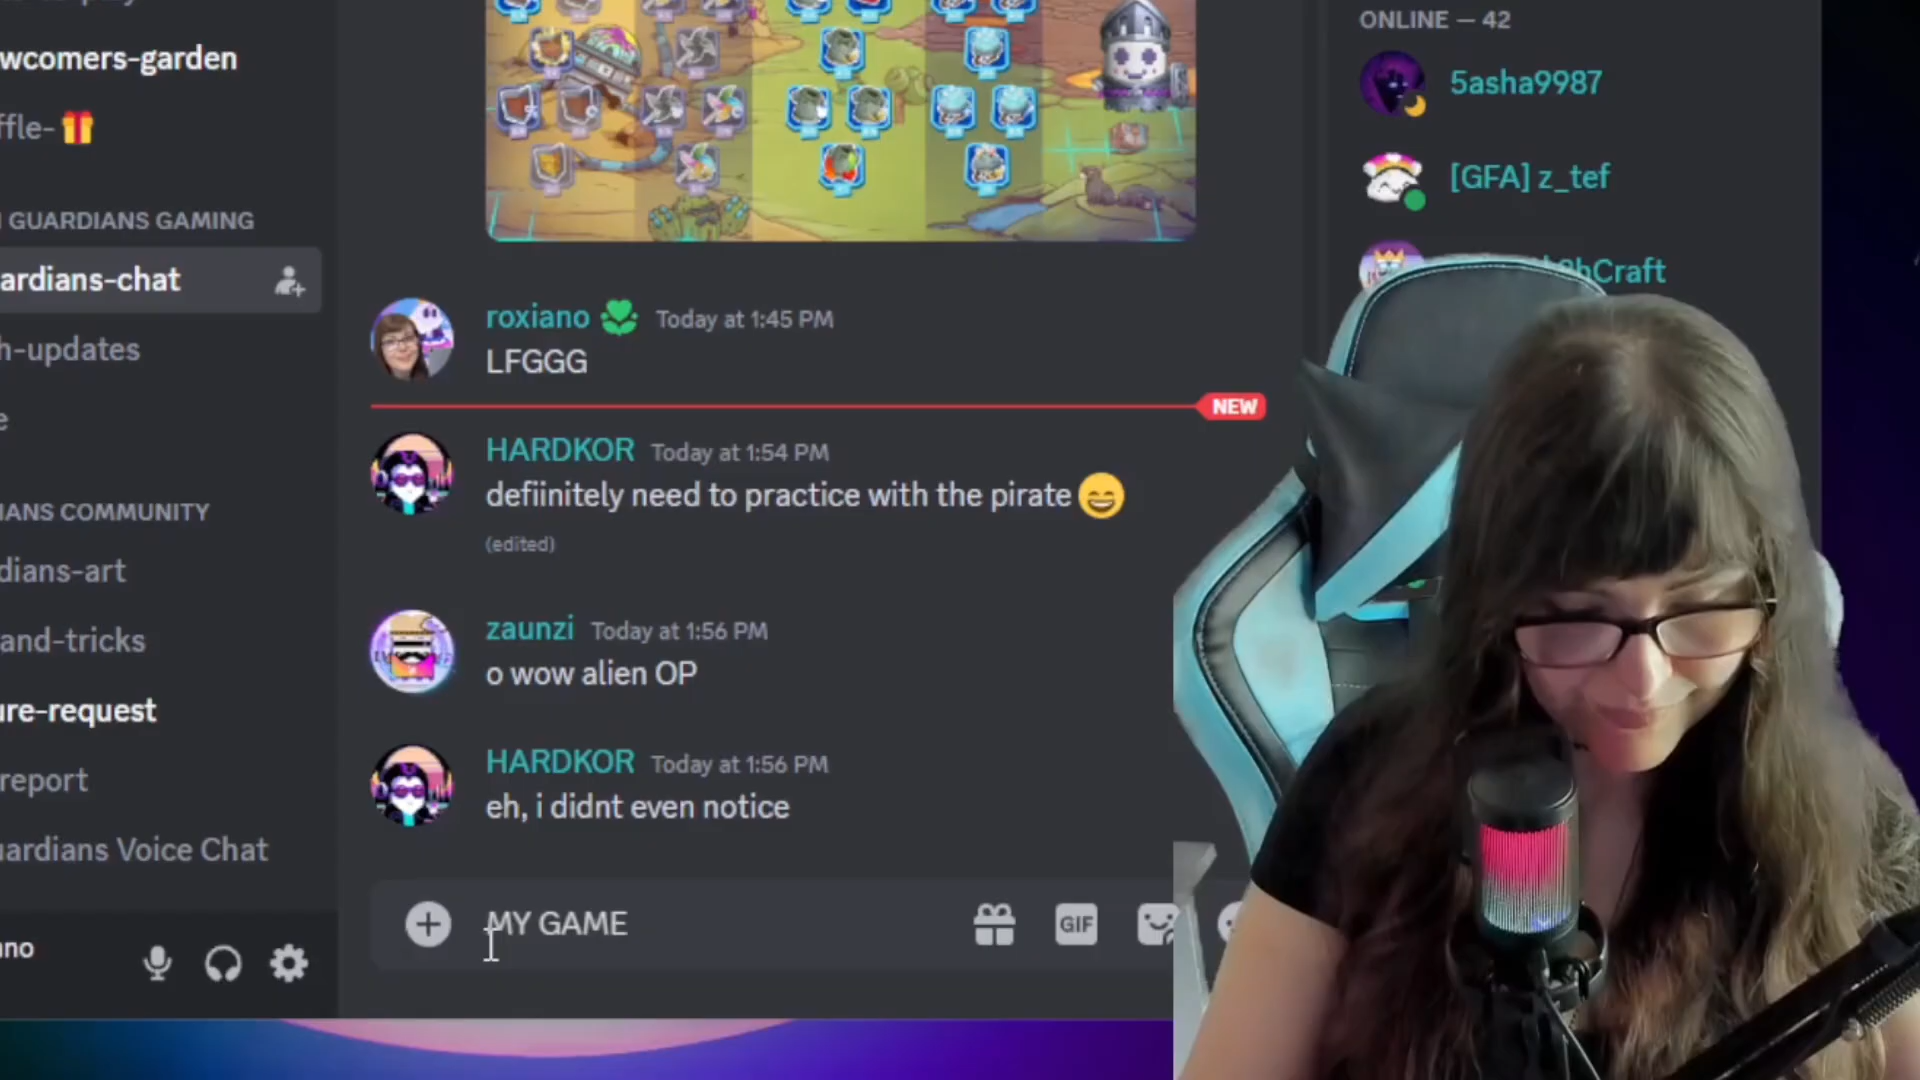 wcomers-garden
ffle-
GUARDIANS GAMING
ardians-chat
h-updates
e
IANS COMMUNITY
dians-art
and-tricks
ure-request
report
uardians Voice Chat
no
roxiano Today at 1:45 PM
LFGGG
NEW
HARDKOR Today at 1:54 PM
defiinitely need to practice with the pirate
(edited)
zaunzi Today at 1:56 PM
o wow alien OP
HARDKOR Today at 1:56 PM
eh, i didnt even notice
MY GAME
GIF
ONLINE — 42
5asha9987
[GFA] z_tef
bCraft